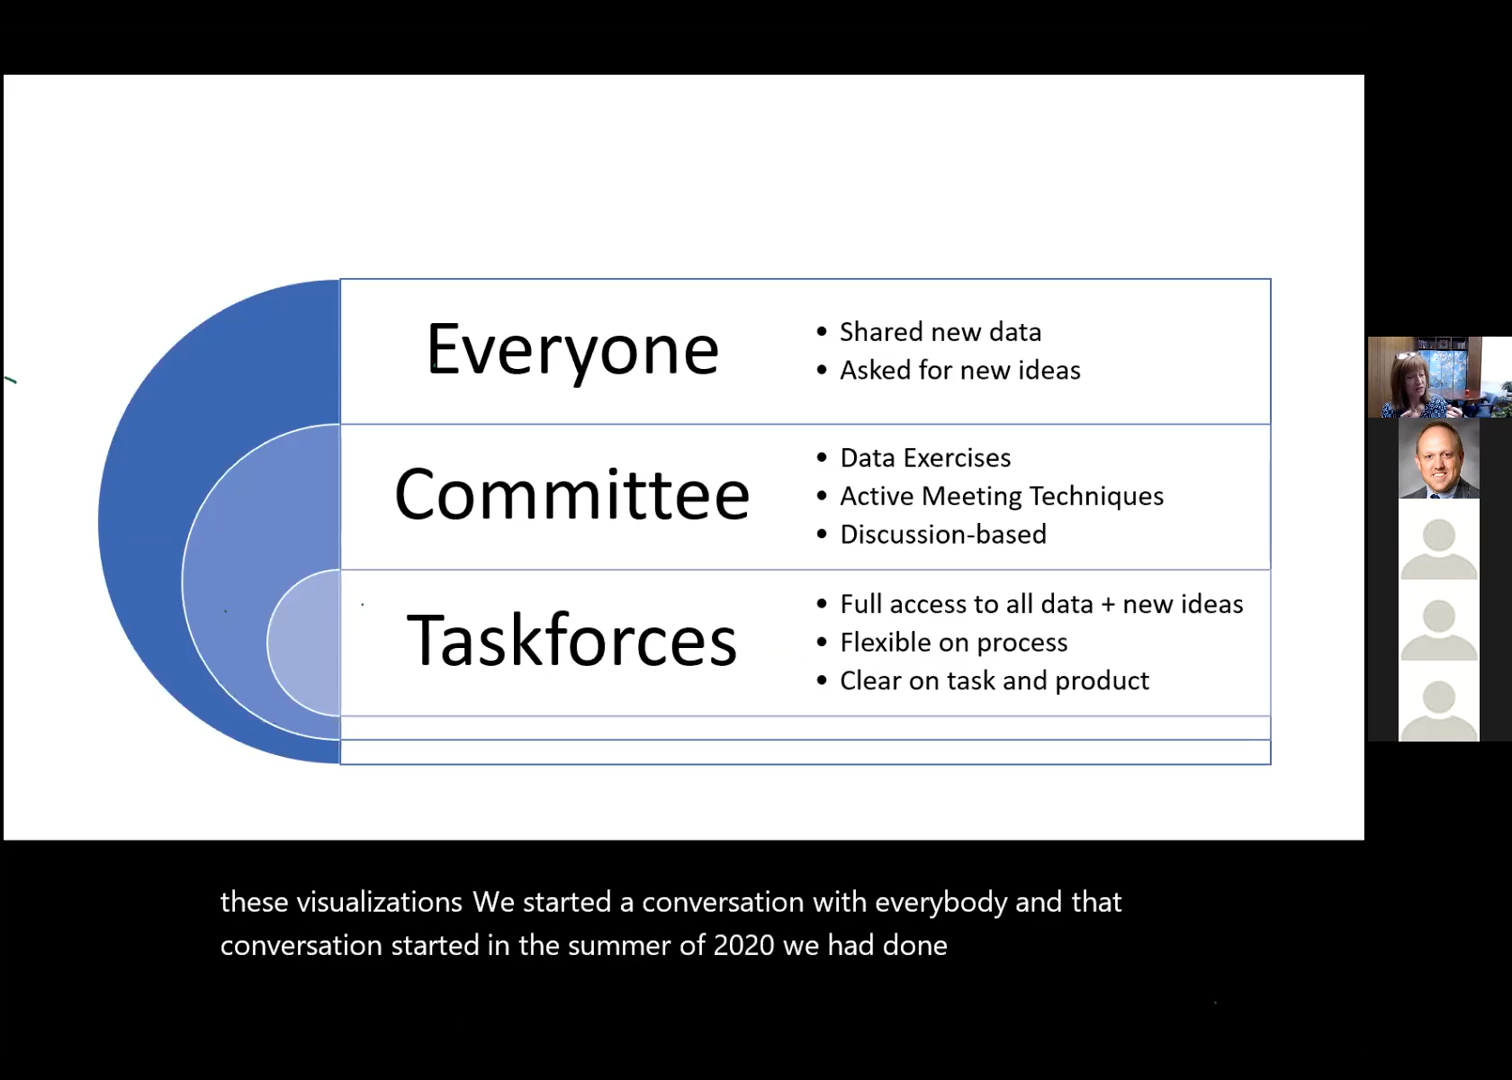 Everyone
• Shared new data
• Asked for new ideas
Committee
• Data Exercises
• Active Meeting Techniques
• Discussion-based
Taskforces
• Full access to all data + new ideas
• Flexible on process
• Clear on task and product
these visualizations We started a conversation with everybody and that
conversation started in the summer of 2020 we had done